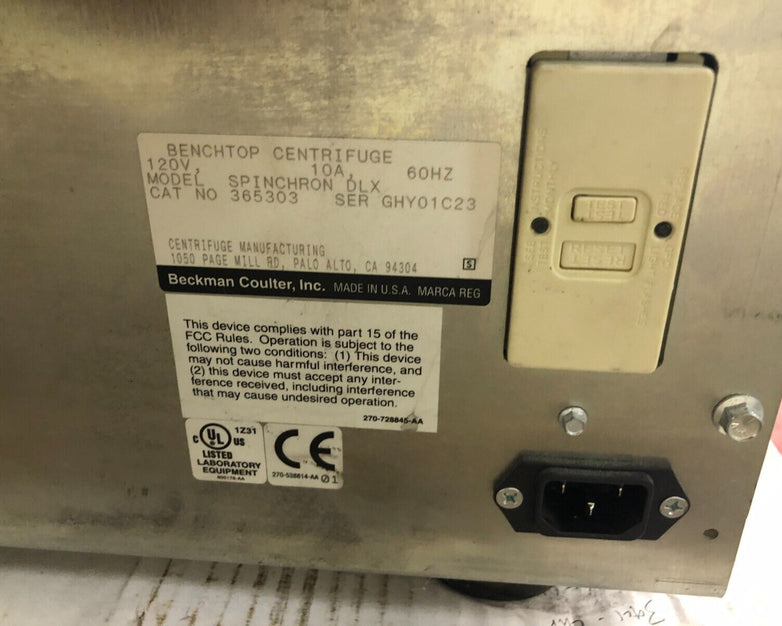 BENCHTOP CENTRIFUGE
120V, 10A, 60HZ
MODEL SPINCHRON DLX
CAT NO 365303 SER GHY01C23
CENTRIFUGE MANUFACTURING
1050 PAGE MILL RD, PALO ALTO, CA 94304 S
Beckman Coulter, Inc. MADE IN U.S.A. MARCA REG
This device complies with part 15 of the
FCC Rules. Operation is subject to the
following two conditions: (1) This device
may not cause harmful interference, and
(2) this device must accept any inter-
ference received, including interference
that may cause undesired operation.
270-728845-AA
1Z31
C UL US
LISTED
LABORATORY
EQUIPMENT
CE
270-538814-AA 01
TEST
RESET